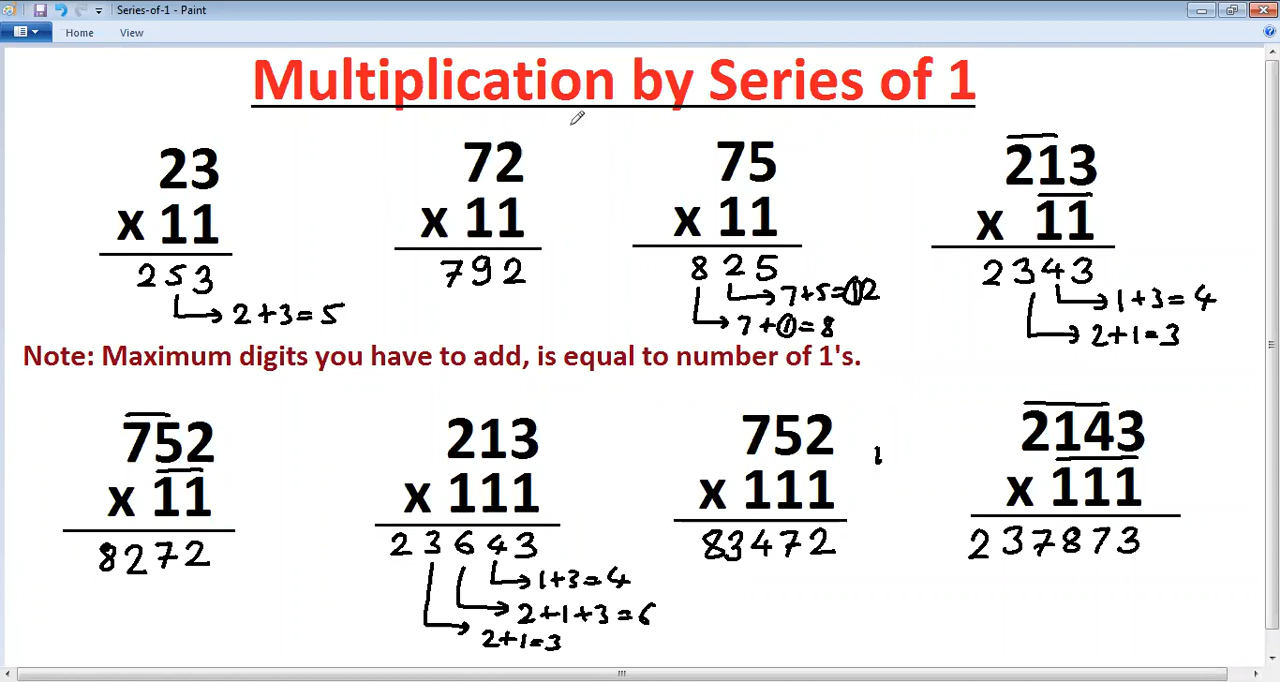 Series-of-1 - Paint
Home View
Multiplication by Series of 1
23
x 11
253
2+3=5
72
x 11
792
75
x 11
825
7+5=12
7+1=8
213
x 11
2343
1+3=4
2+1=3
Note: Maximum digits you have to add, is equal to number of 1's.
752
x 11
8272
213
x 111
23643
1+3=4
2+1+3=6
2+1=3
752
x 111
83472
1
2143
x 111
237873